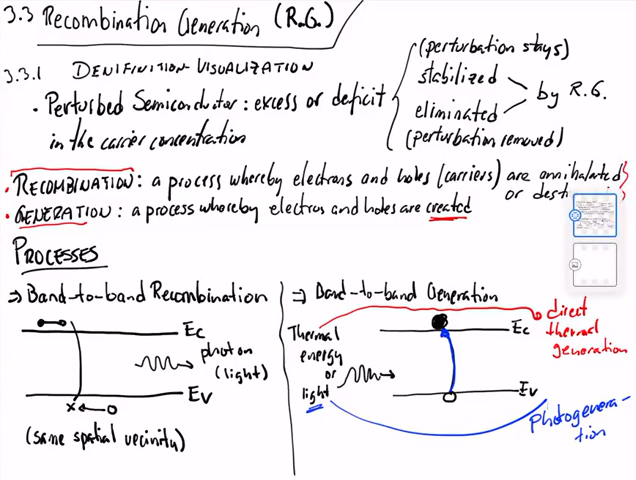 3.3 Recombination Generation (R.G.)
3.3.1 Denifinition Visualization
• Perturbed Semiconductor: excess or deficit
in the carrier concentration
(perturbation stays)
stabilized
eliminated
(perturbation removed)
by R.G.
• Recombination: a process whereby electrons and holes (carriers) are annihalated
or
• Generation: a process whereby electrons and holes are created
Processes
⇒ Band-to-band Recombination
Ec
photon
(light)
Ev
x ← O
(same spatial vecinity)
⇒ Band-to-band Generation
Thermal
energy
or
light
Ec
Ev
direct
thermal
generation
Photogenera-
tion